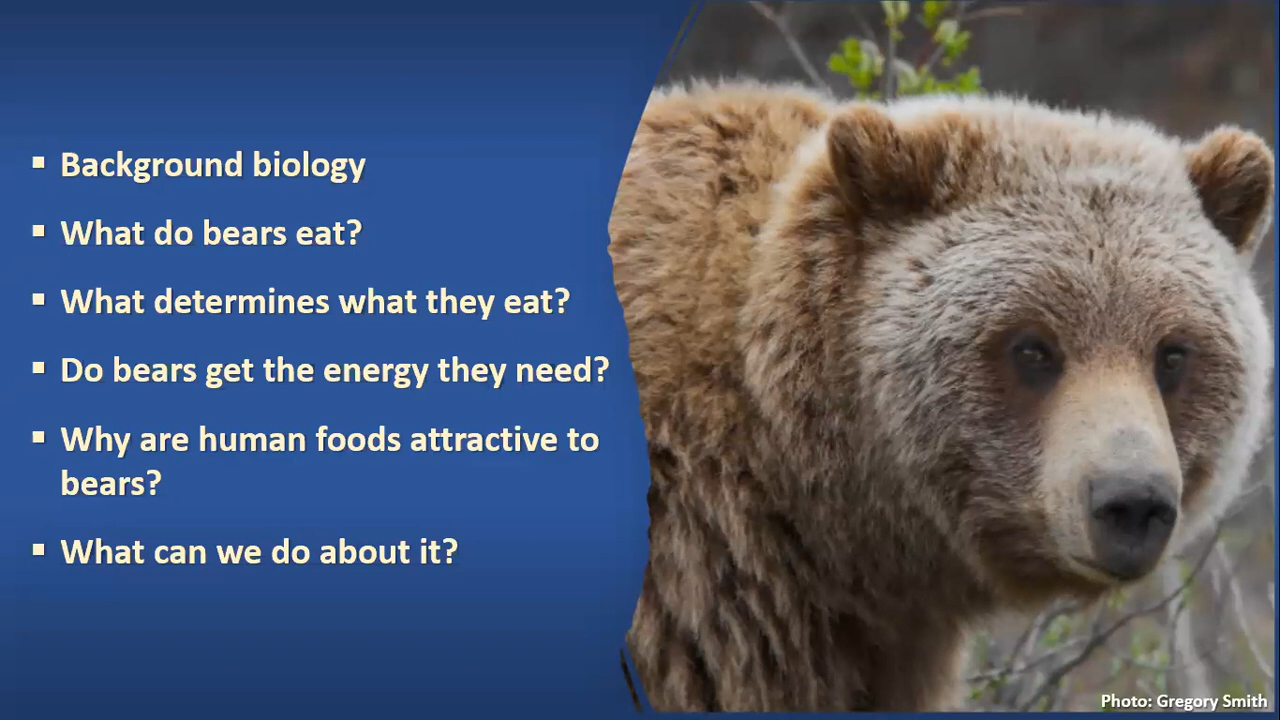 ▪ Background biology
▪ What do bears eat?
▪ What determines what they eat?
▪ Do bears get the energy they need?
▪ Why are human foods attractive to
bears?
▪ What can we do about it?
Photo: Gregory Smith